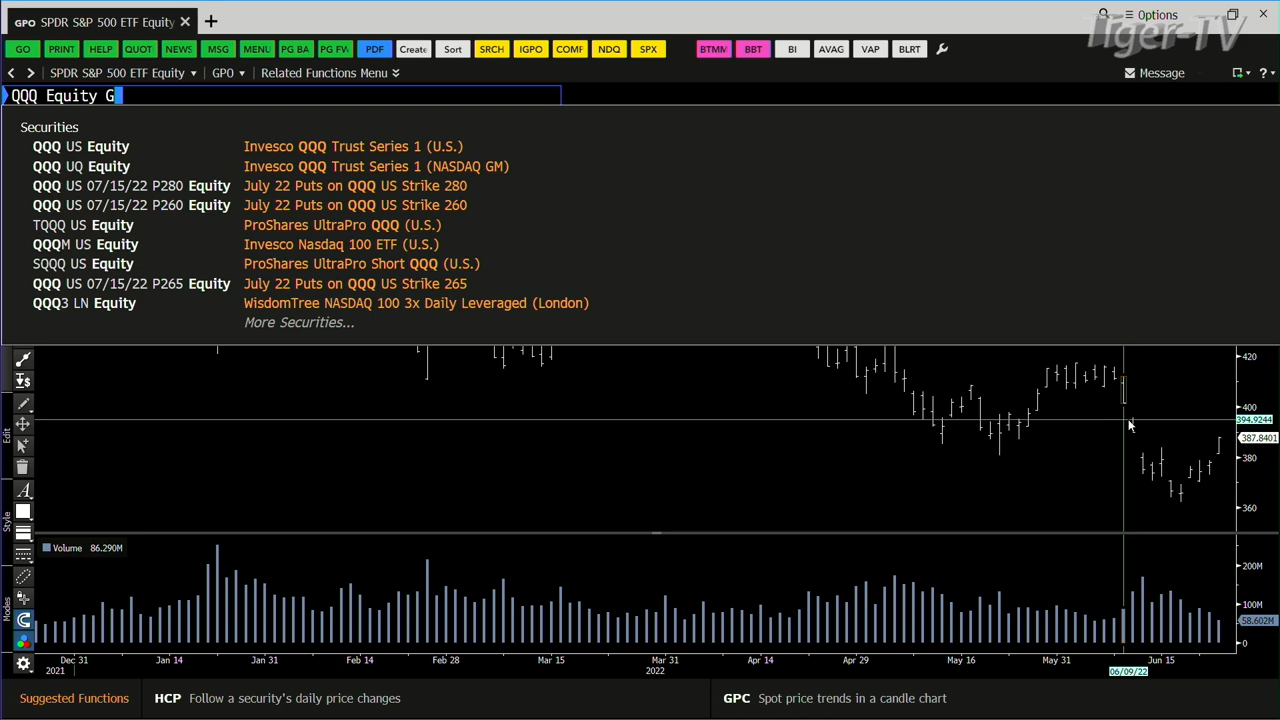 GPO SPDR S&P 500 ETF Equity
Options
Tiger-TV
GO PRINT HELP QUOT NEWS MSG MENU PG BA PG FW PDF Create Sort SRCH IGPO COMF NDQ SPX BTMM BBT BI AVAG VAP BLRT
SPDR S&P 500 ETF Equity GPO Related Functions Menu
Message
QQQ Equity G
Securities
QQQ US Equity Invesco QQQ Trust Series 1 (U.S.)
QQQ UQ Equity Invesco QQQ Trust Series 1 (NASDAQ GM)
QQQ US 07/15/22 P280 Equity July 22 Puts on QQQ US Strike 280
QQQ US 07/15/22 P260 Equity July 22 Puts on QQQ US Strike 260
TQQQ US Equity ProShares UltraPro QQQ (U.S.)
QQQM US Equity Invesco Nasdaq 100 ETF (U.S.)
SQQQ US Equity ProShares UltraPro Short QQQ (U.S.)
QQQ US 07/15/22 P265 Equity July 22 Puts on QQQ US Strike 265
QQQ3 LN Equity WisdomTree NASDAQ 100 3x Daily Leveraged (London)
More Securities...
420
400
394.9244
387.8401
380
360
Edit
Style
Modes
Volume 86.290M
200M
100M
58.602M
0
Dec 31 Jan 14 Jan 31 Feb 14 Feb 28 Mar 15 Mar 31 Apr 14 Apr 29 May 16 May 31 Jun 15
2021 2022 06/09/22
Suggested Functions HCP Follow a security's daily price changes GPC Spot price trends in a candle chart